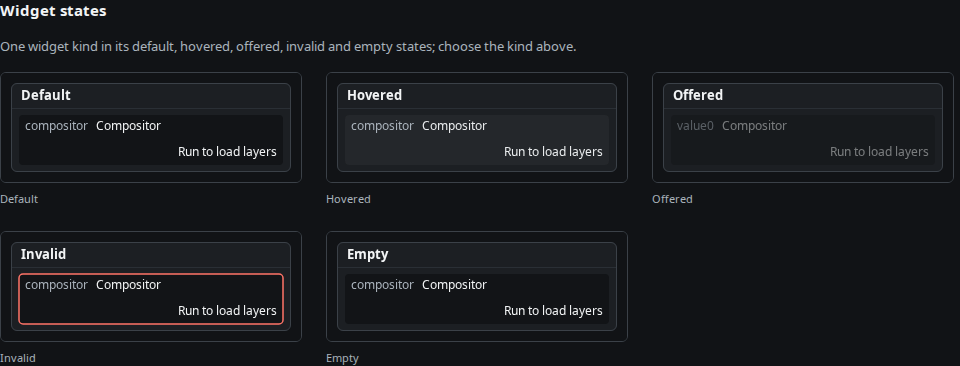 Widget states
One widget kind in its default, hovered, offered, invalid and empty states; choose the kind above.
Default
compositor Compositor
Run to load layers
Default
Hovered
compositor Compositor
Run to load layers
Hovered
Offered
value0 Compositor
Run to load layers
Offered
Invalid
compositor Compositor
Run to load layers
Invalid
Empty
compositor Compositor
Run to load layers
Empty